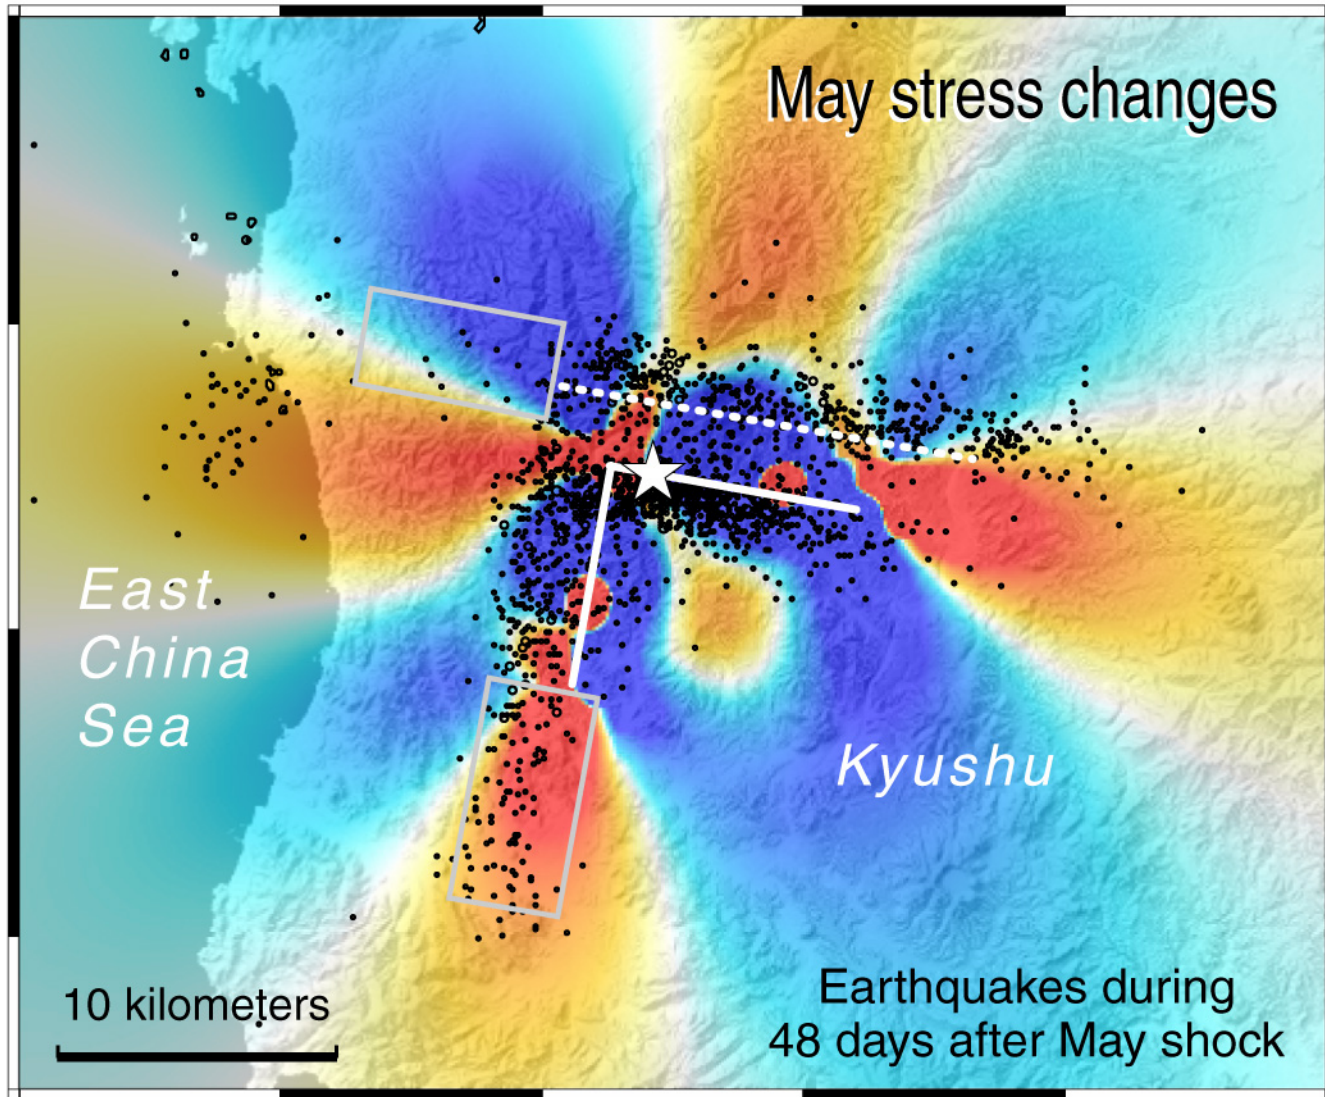 May stress changes
East
China
Sea
Kyushu
10 kilometers
Earthquakes during
48 days after May shock